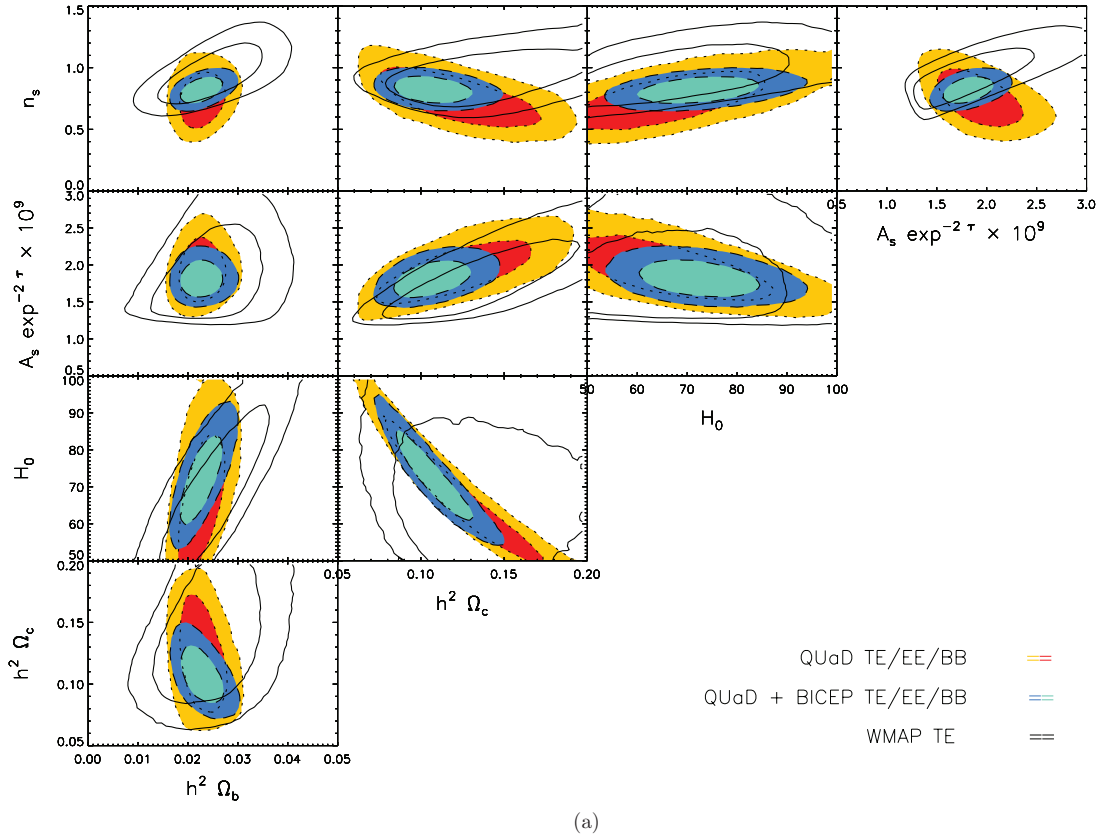 1.5
1.0
0.5
0.0
n_s
0.5 1.0 1.5 2.0 2.5 3.0
A_s exp^-2 τ × 10^9
3.0
2.5
2.0
1.5
1.0
0.5
A_s exp^-2 τ × 10^9
50 60 70 80 90 100
H_0
100
90
80
70
60
50
H_0
0.05 0.10 0.15 0.20
h^2 Ω_c
0.20
0.15
0.10
0.05
h^2 Ω_c
0.00 0.01 0.02 0.03 0.04 0.05
h^2 Ω_b
QUaD TE/EE/BB
QUaD + BICEP TE/EE/BB
WMAP TE
(a)